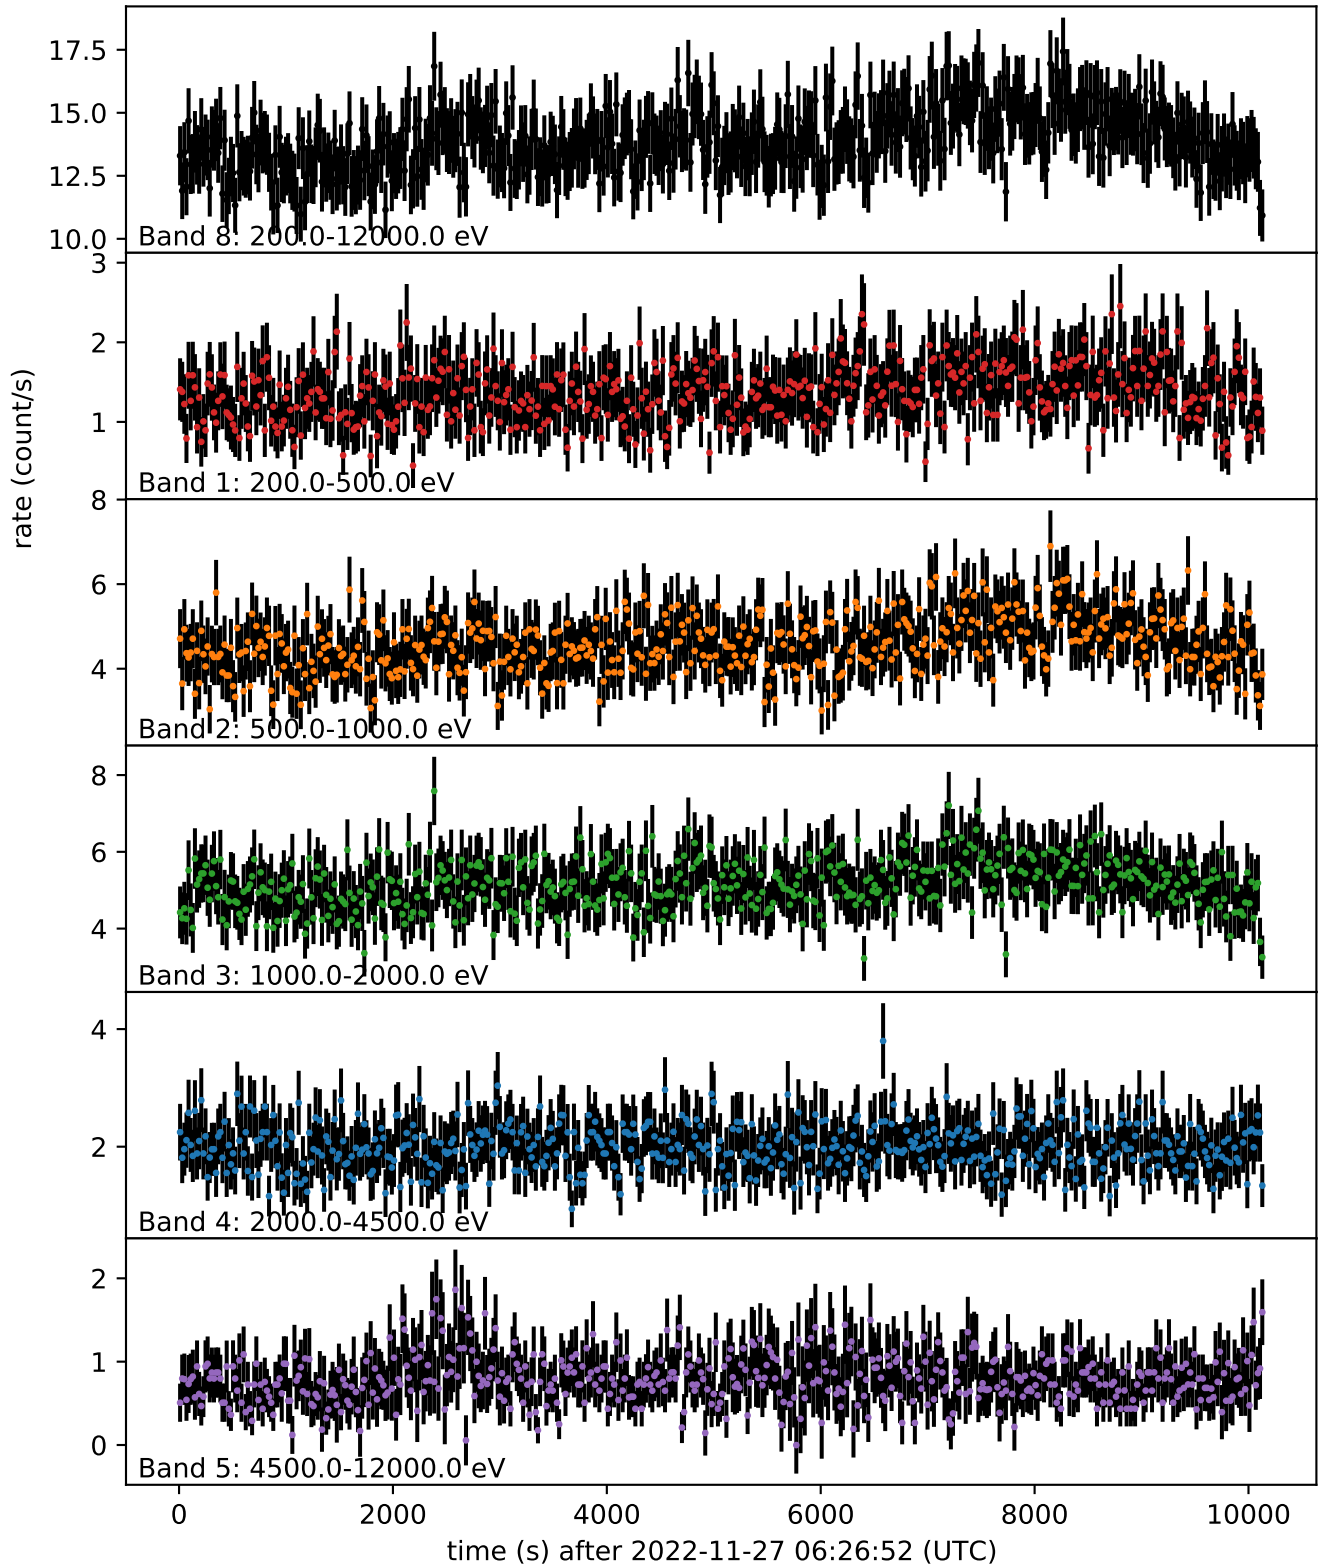 17.5
15.0
12.5
10.0
Band 8: 200.0-12000.0 eV
3
2
1
Band 1: 200.0-500.0 eV
rate (count/s)
8
6
4
Band 2: 500.0-1000.0 eV
8
6
4
Band 3: 1000.0-2000.0 eV
4
2
Band 4: 2000.0-4500.0 eV
2
1
0
Band 5: 4500.0-12000.0 eV
0 2000 4000 6000 8000 10000
time (s) after 2022-11-27 06:26:52 (UTC)